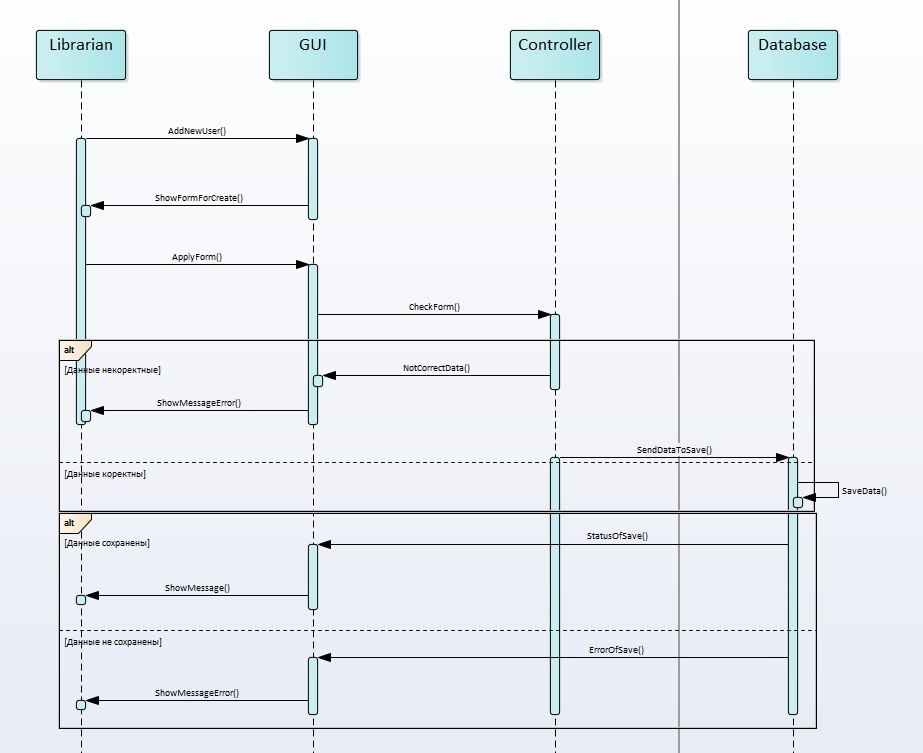 Librarian
GUI
Controller
Database
AddNewUser()
ShowFormForCreate()
ApplyForm()
CheckForm()
alt
[Данные некоректные]
NotCorrectData()
ShowMessageError()
SendDataToSave()
[Данные коректны]
SaveData()
alt
[Данные сохранены]
StatusOfSave()
ShowMessage()
[Данные не сохранены]
ErrorOfSave()
ShowMessageError()